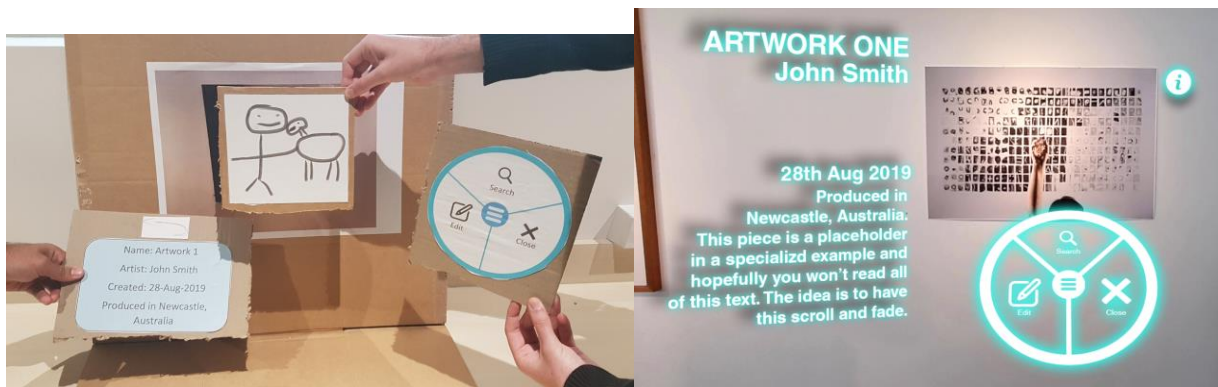 Search
Edit
Close
Name: Artwork 1
Artist: John Smith
Created: 28-Aug-2019
Produced in Newcastle,
Australia
ARTWORK ONE
John Smith
i
28th Aug 2019
Produced in
Newcastle, Australia.
This piece is a placeholder
in a specializd example and
hopefully you won't read all
of this text. The idea is to have
this scroll and fade.
Search
Edit
Close